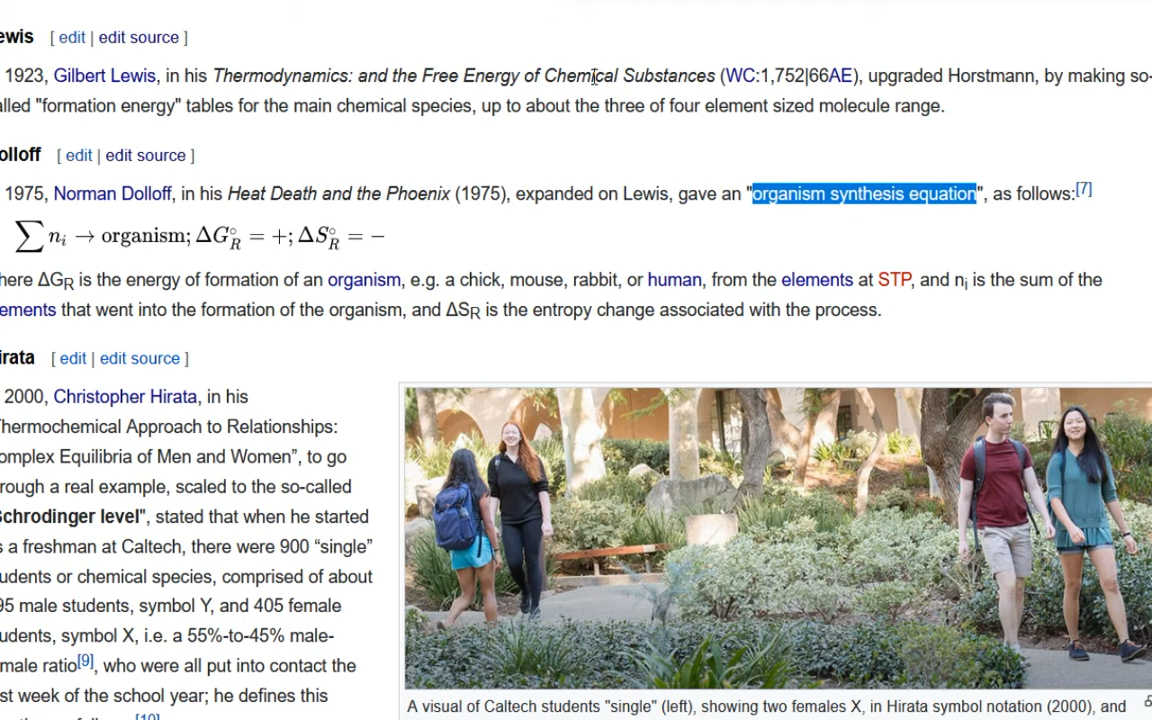 ewis [ edit | edit source ]
1923, Gilbert Lewis, in his Thermodynamics: and the Free Energy of Chemical Substances (WC:1,752|66AE), upgraded Horstmann, by making so-
alled "formation energy" tables for the main chemical species, up to about the three of four element sized molecule range.
olloff [ edit | edit source ]
1975, Norman Dolloff, in his Heat Death and the Phoenix (1975), expanded on Lewis, gave an "organism synthesis equation", as follows:[7]
∑ nᵢ → organism; ΔG°R = +; ΔS°R = −
here ΔGR is the energy of formation of an organism, e.g. a chick, mouse, rabbit, or human, from the elements at STP, and ni is the sum of the
ements that went into the formation of the organism, and ΔSR is the entropy change associated with the process.
irata [ edit | edit source ]
2000, Christopher Hirata, in his
Thermochemical Approach to Relationships:
omplex Equilibria of Men and Women”, to go
rough a real example, scaled to the so-called
Schrodinger level", stated that when he started
s a freshman at Caltech, there were 900 “single”
udents or chemical species, comprised of about
95 male students, symbol Y, and 405 female
udents, symbol X, i.e. a 55%-to-45% male-
male ratio[9], who were all put into contact the
st week of the school year; he defines this
[10]
A visual of Caltech students "single" (left), showing two females X, in Hirata symbol notation (2000), and